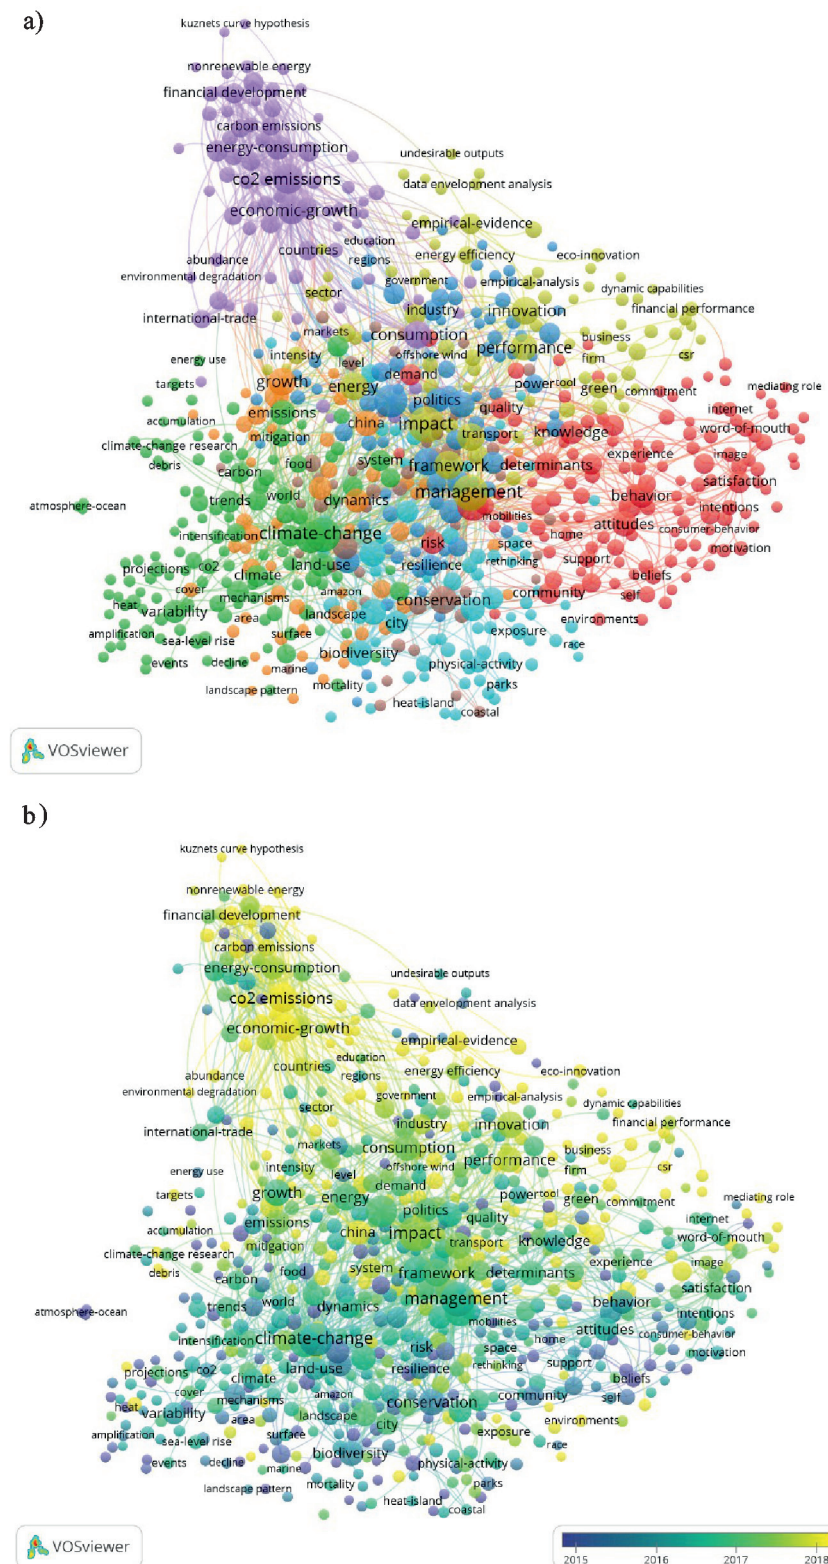 a)
kuznets curve hypothesis
nonrenewable energy
financial development
carbon emissions
energy-consumption
undesirable outputs
co2 emissions
data envelopment analysis
economic-growth
empirical-evidence
education
countries
energy efficiency
eco-innovation
abundance
regions
environmental degradation
government
empirical-analysis
dynamic capabilities
sector
international-trade
industry
innovation
financial performance
markets
consumption
business
energy use
intensity
level
offshore wind
performance
firm
csr
targets
growth
energy
demand
power
tool
green
commitment
mediating role
accumulation
emissions
politics
quality
internet
climate-change research
mitigation
china
impact
transport
knowledge
word-of-mouth
debris
carbon
food
system
framework
determinants
experience
image
atmosphere-ocean
trends
world
dynamics
management
behavior
satisfaction
intentions
intensification
climate-change
risk
mobilities
space
home
attitudes
consumer-behavior
projections
co2
climate
land-use
resilience
rethinking
support
motivation
heat
cover
mechanisms
amazon
conservation
community
beliefs
self
variability
area
landscape
city
environments
amplification
sea-level rise
surface
exposure
race
events
decline
marine
biodiversity
physical-activity
landscape pattern
mortality
heat-island
parks
coastal
VOSviewer
b)
kuznets curve hypothesis
nonrenewable energy
financial development
carbon emissions
energy-consumption
undesirable outputs
co2 emissions
data envelopment analysis
economic-growth
empirical-evidence
education
countries
energy efficiency
eco-innovation
abundance
regions
environmental degradation
government
empirical-analysis
dynamic capabilities
sector
international-trade
industry
innovation
financial performance
markets
consumption
business
energy use
intensity
level
offshore wind
performance
firm
csr
targets
growth
energy
demand
power
tool
green
commitment
mediating role
accumulation
emissions
politics
quality
internet
climate-change research
mitigation
china
impact
transport
knowledge
word-of-mouth
debris
carbon
food
system
framework
determinants
experience
image
atmosphere-ocean
trends
world
dynamics
management
behavior
satisfaction
intentions
intensification
climate-change
risk
mobilities
space
home
attitudes
consumer-behavior
projections
co2
climate
land-use
resilience
rethinking
support
motivation
heat
cover
mechanisms
amazon
conservation
community
beliefs
self
variability
area
landscape
city
environments
amplification
sea-level rise
surface
exposure
race
events
decline
marine
biodiversity
physical-activity
landscape pattern
mortality
heat-island
parks
coastal
VOSviewer
2015
2016
2017
2018